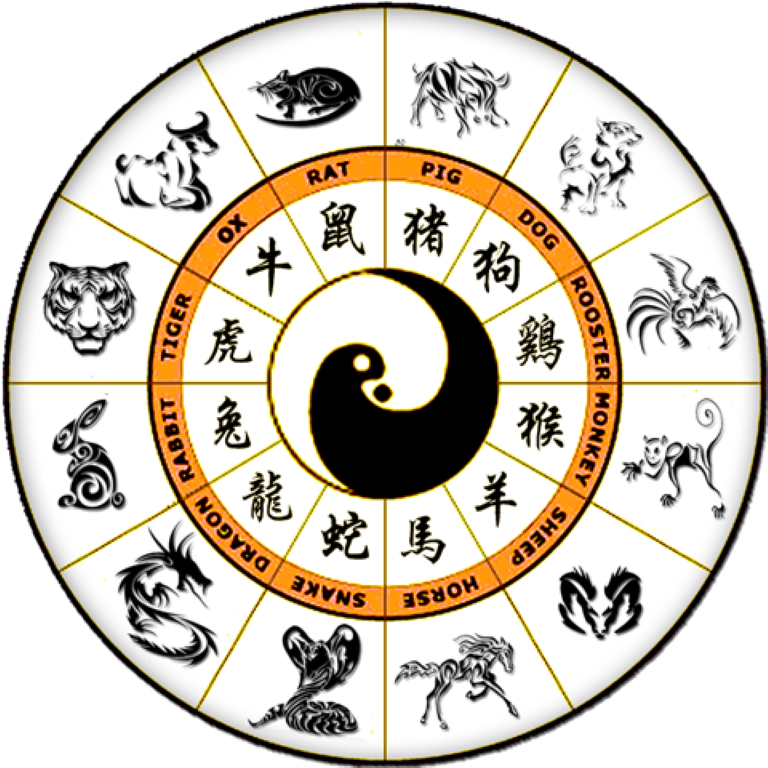 RAT
PIG
DOG
ROOSTER
MONKEY
SHEEP
HORSE
SNAKE
DRAGON
RABBIT
TIGER
OX
鼠
猪
狗
鷄
猴
羊
馬
蛇
龍
兔
虎
牛